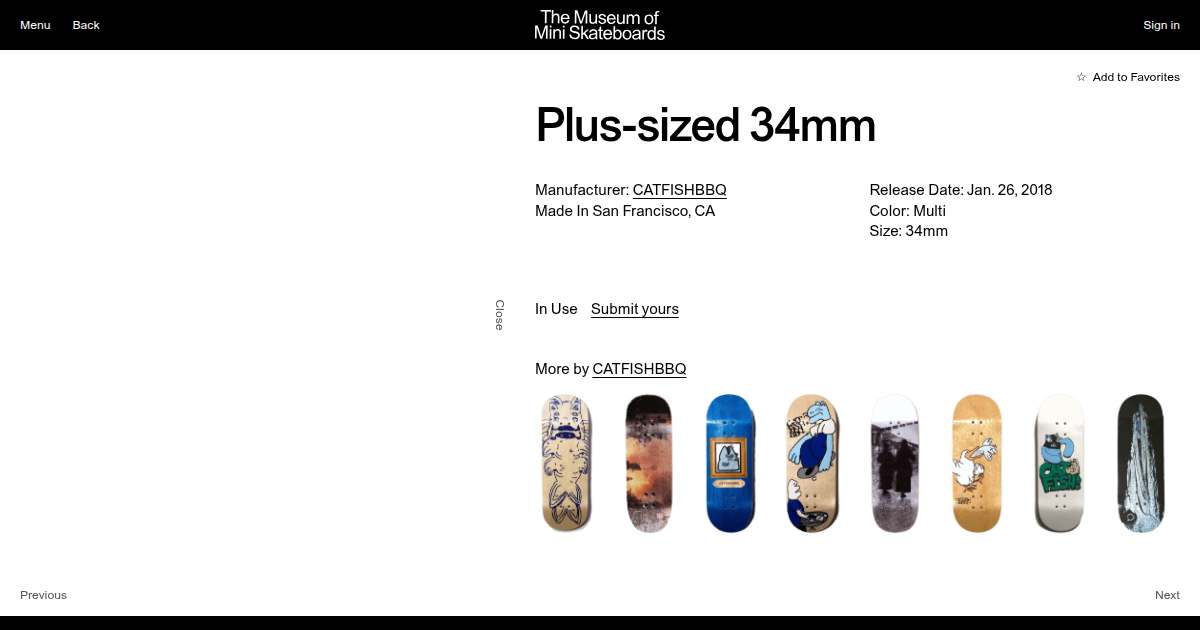 Menu
Back
The Museum of
Mini Skateboards
Sign in
☆ Add to Favorites
Plus-sized 34mm
Manufacturer: CATFISHBBQ
Made In San Francisco, CA
Release Date: Jan. 26, 2018
Color: Multi
Size: 34mm
Close
In Use
Submit yours
More by CATFISHBBQ
Previous
Next